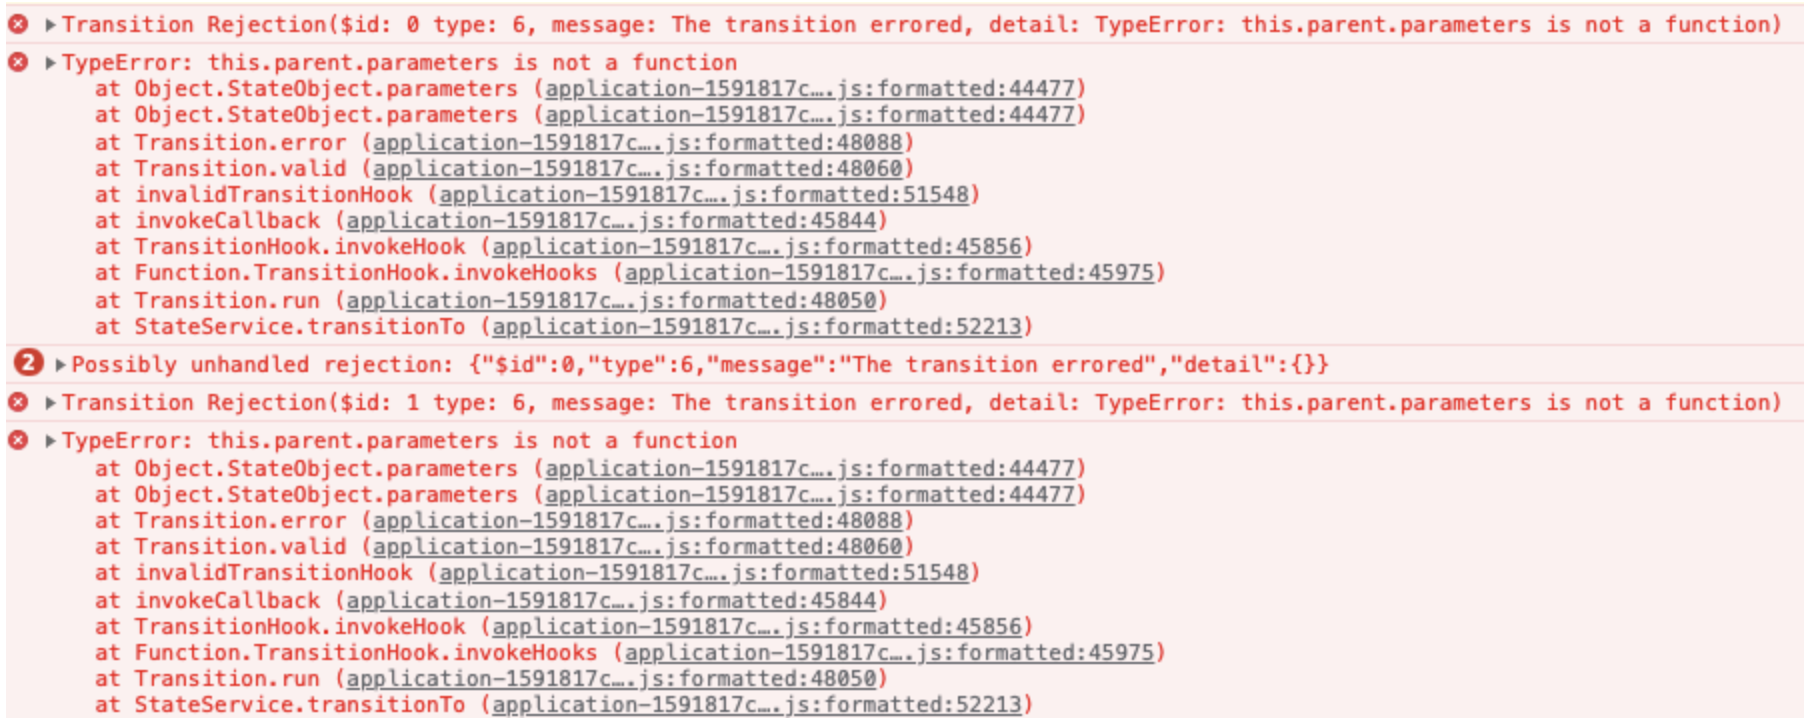 Transition Rejection($id: 0 type: 6, message: The transition errored, detail: TypeError: this.parent.parameters is not a function)
TypeError: this.parent.parameters is not a function
at Object.StateObject.parameters (application-1591817c….js:formatted:44477)
at Object.StateObject.parameters (application-1591817c….js:formatted:44477)
at Transition.error (application-1591817c….js:formatted:48088)
at Transition.valid (application-1591817c….js:formatted:48060)
at invalidTransitionHook (application-1591817c….js:formatted:51548)
at invokeCallback (application-1591817c….js:formatted:45844)
at TransitionHook.invokeHook (application-1591817c….js:formatted:45856)
at Function.TransitionHook.invokeHooks (application-1591817c….js:formatted:45975)
at Transition.run (application-1591817c….js:formatted:48050)
at StateService.transitionTo (application-1591817c….js:formatted:52213)
2 Possibly unhandled rejection: {"$id":0,"type":6,"message":"The transition errored","detail":{}}
Transition Rejection($id: 1 type: 6, message: The transition errored, detail: TypeError: this.parent.parameters is not a function)
TypeError: this.parent.parameters is not a function
at Object.StateObject.parameters (application-1591817c….js:formatted:44477)
at Object.StateObject.parameters (application-1591817c….js:formatted:44477)
at Transition.error (application-1591817c….js:formatted:48088)
at Transition.valid (application-1591817c….js:formatted:48060)
at invalidTransitionHook (application-1591817c….js:formatted:51548)
at invokeCallback (application-1591817c….js:formatted:45844)
at TransitionHook.invokeHook (application-1591817c….js:formatted:45856)
at Function.TransitionHook.invokeHooks (application-1591817c….js:formatted:45975)
at Transition.run (application-1591817c….js:formatted:48050)
at StateService.transitionTo (application-1591817c….js:formatted:52213)